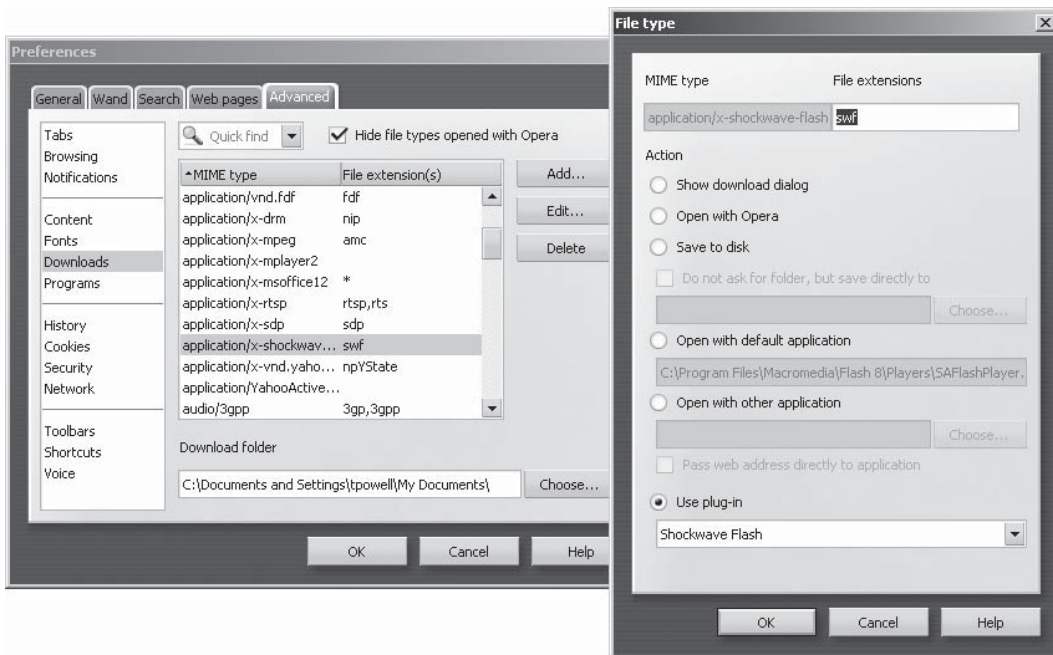 Preferences
General Wand Search Web pages Advanced
Tabs
Browsing
Notifications
Content
Fonts
Downloads
Programs
History
Cookies
Security
Network
Toolbars
Shortcuts
Voice
Quick find
Hide file types opened with Opera
MIME type File extension(s)
application/vnd.fdf fdf
application/x-drm nip
application/x-mpeg amc
application/x-mplayer2
application/x-msoffice12 *
application/x-rtsp rtsp,rts
application/x-sdp sdp
application/x-shockwav... swf
application/x-vnd.yaho... npYState
application/YahooActive...
audio/3gpp 3gp,3gpp
Add...
Edit...
Delete
Download folder
C:\Documents and Settings\tpowell\My Documents\ Choose...
OK Cancel Help
File type
MIME type File extensions
application/x-shockwave-flash swf
Action
Show download dialog
Open with Opera
Save to disk
Do not ask for folder, but save directly to
Choose...
Open with default application
C:\Program Files\Macromedia\Flash 8\Players\SAFlashPlayer.
Open with other application
Choose...
Pass web address directly to application
Use plug-in
Shockwave Flash
OK Cancel Help